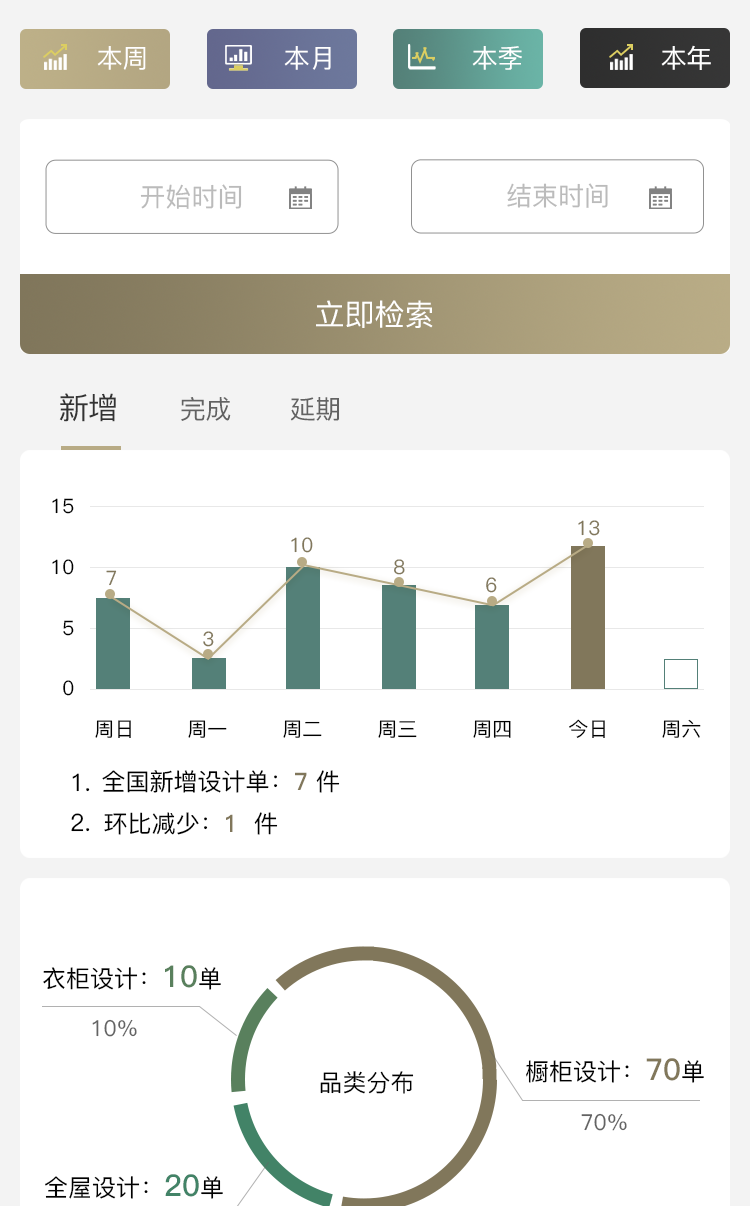 本周 本月 本季 本年
开始时间 结束时间
立即检索
新增 完成 延期
15
10
5
0
7 3 10 8 6 13
周日 周一 周二 周三 周四 今日 周六
1. 全国新增设计单：7 件
2. 环比减少：1 件
衣柜设计：10单
10%
品类分布
橱柜设计：70单
70%
全屋设计：20单